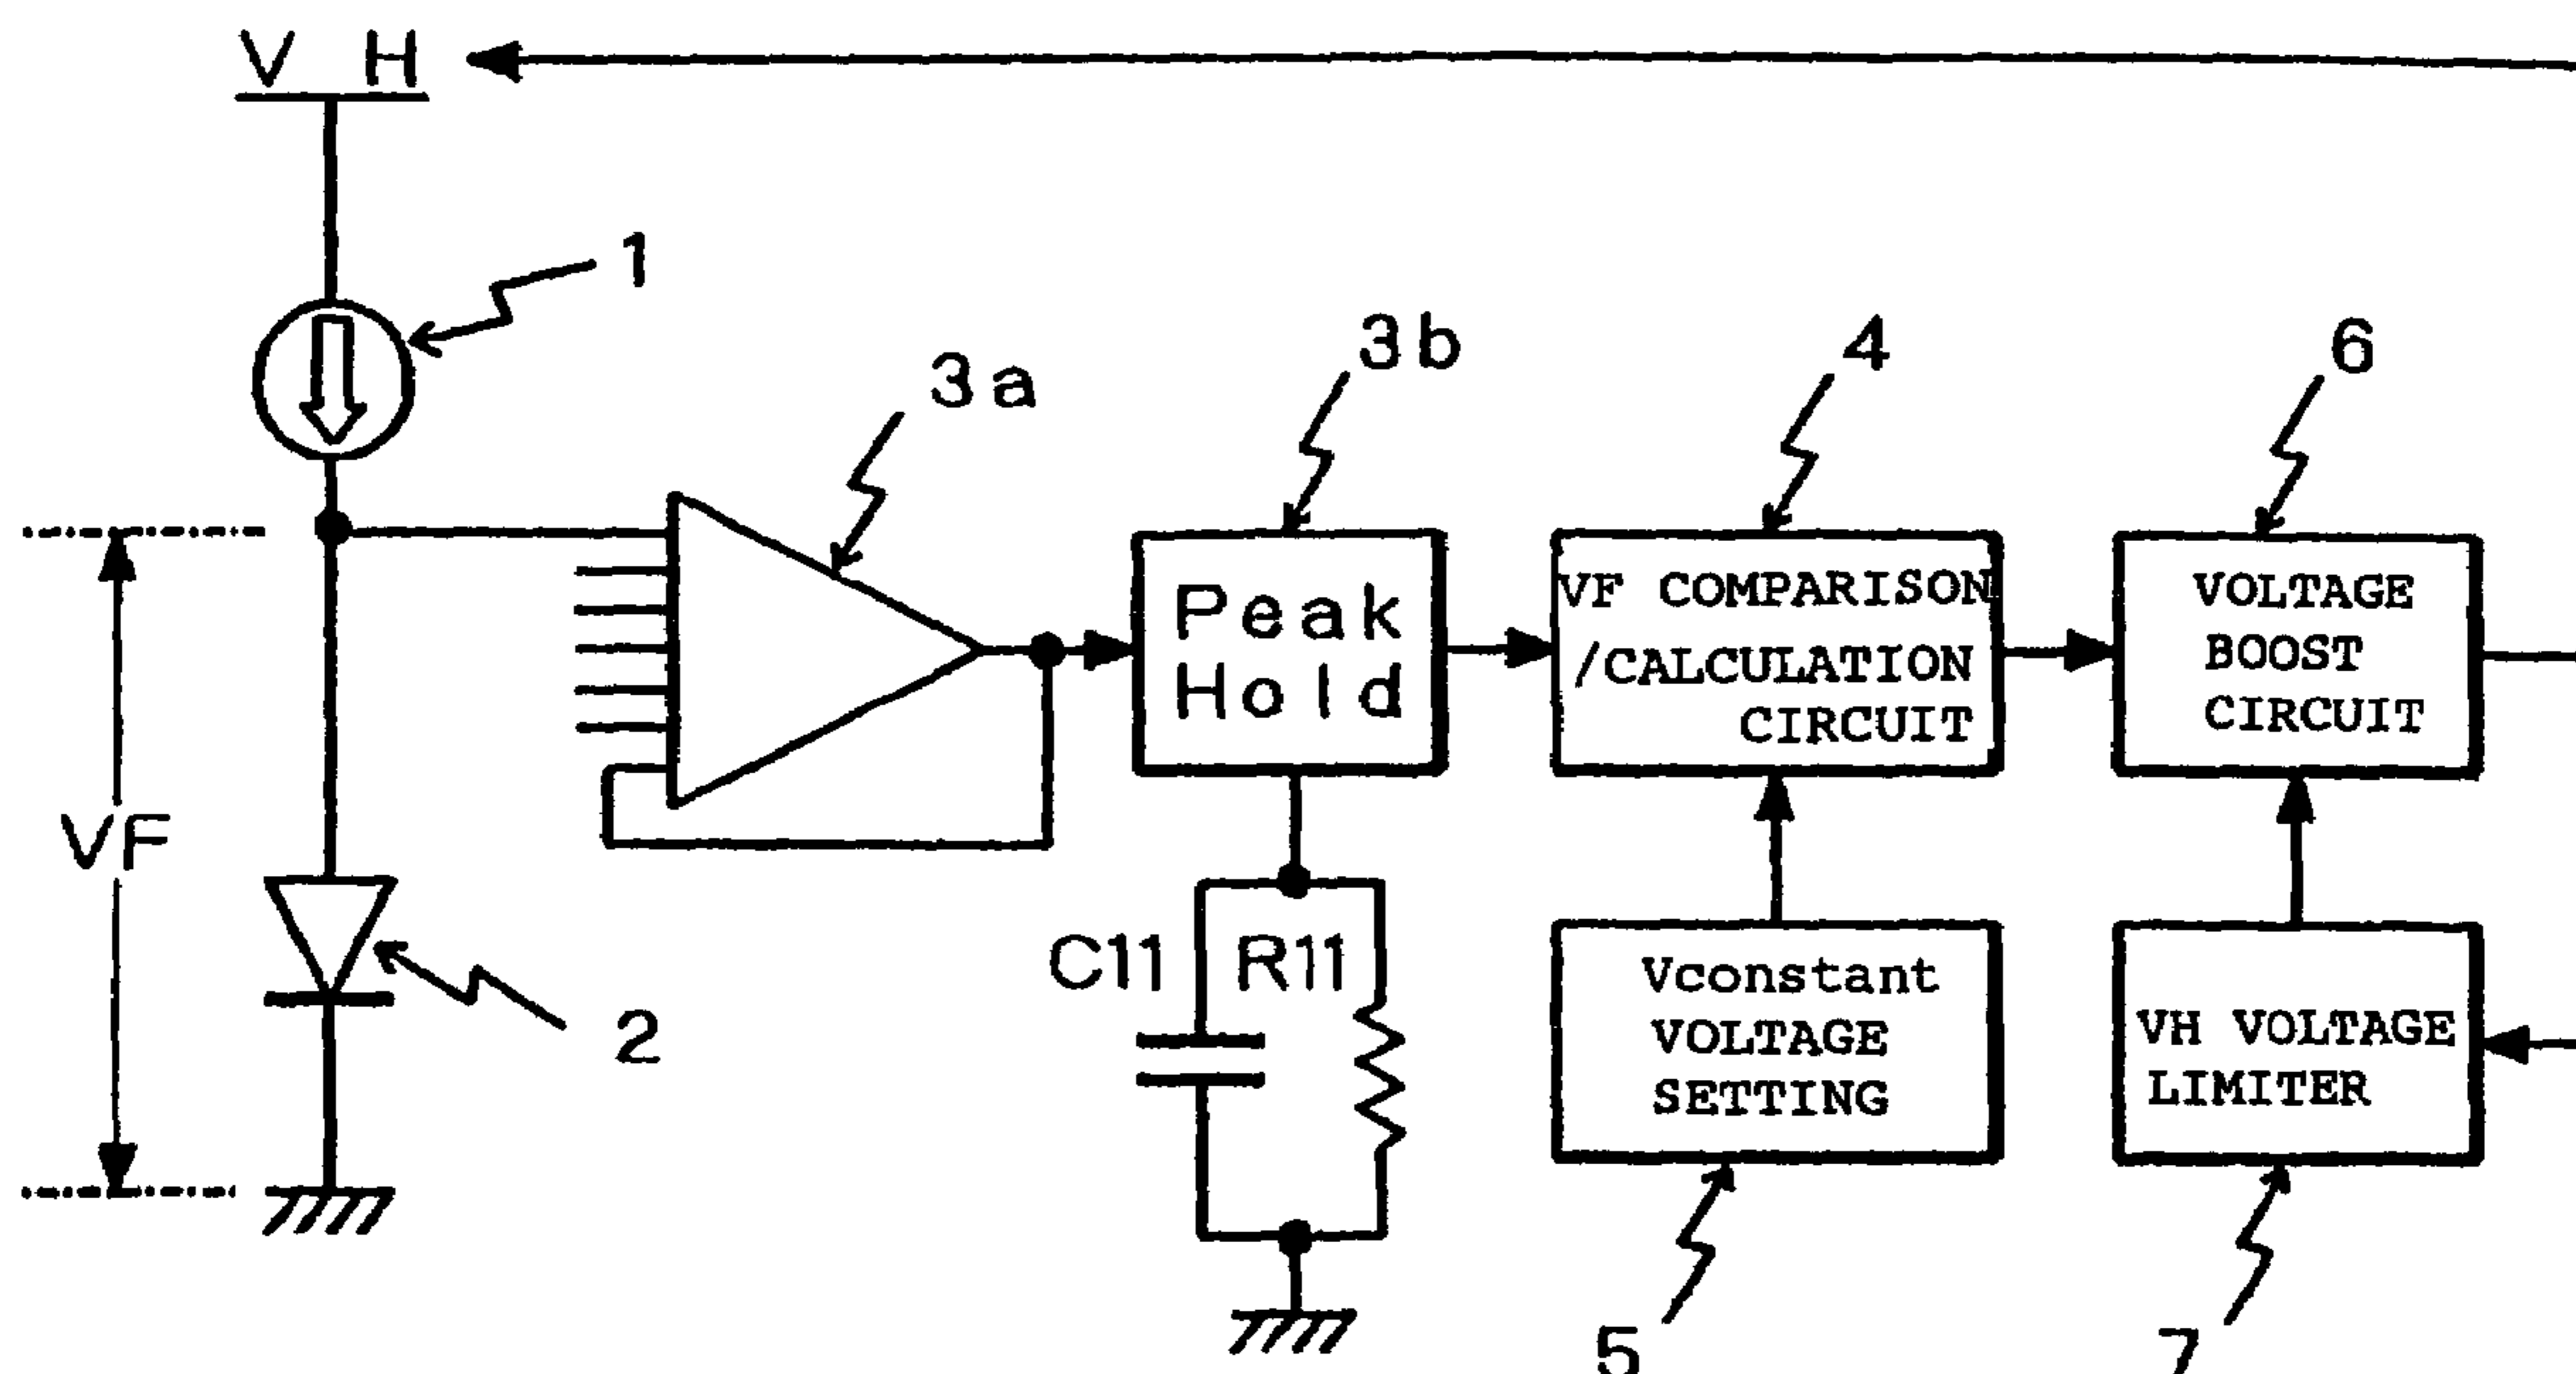 V H
1
3a
3b
4
6
Peak
Hold
VF COMPARISON
/CALCULATION
CIRCUIT
VOLTAGE
BOOST
CIRCUIT
VF
2
C11
R11
Vconstant
VOLTAGE
SETTING
VH VOLTAGE
LIMITER
5
7